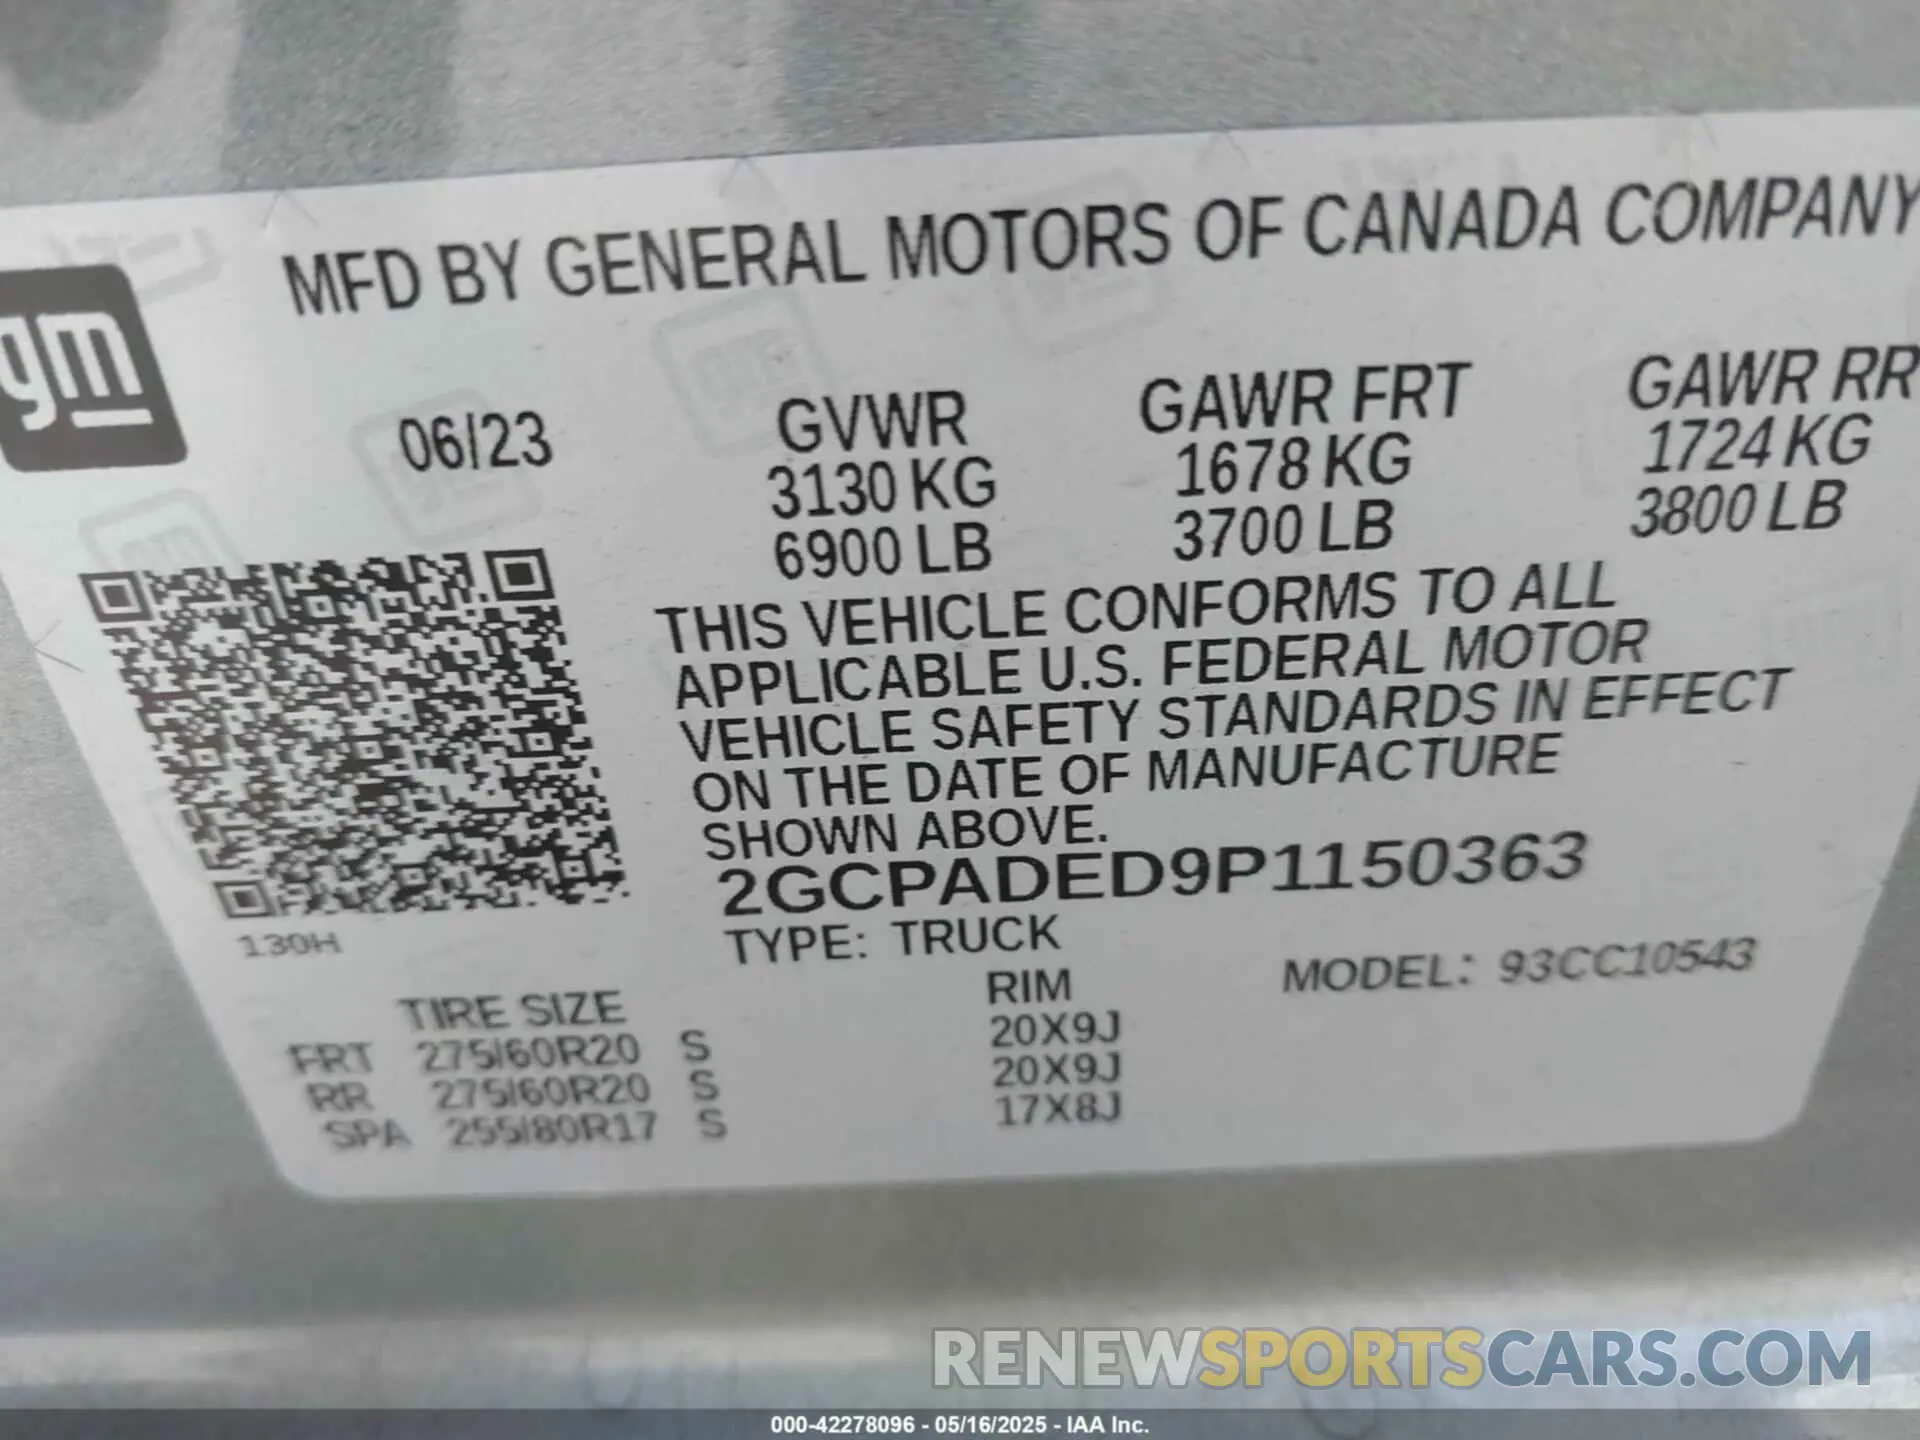 MFD BY GENERAL MOTORS OF CANADA COMPANY
gm
06/23
GVWR
3130 KG
6900 LB
GAWR FRT
1678 KG
3700 LB
GAWR RR
1724 KG
3800 LB
THIS VEHICLE CONFORMS TO ALL
APPLICABLE U.S. FEDERAL MOTOR
VEHICLE SAFETY STANDARDS IN EFFECT
ON THE DATE OF MANUFACTURE
SHOWN ABOVE.
2GCPADED9P1150363
130H
TYPE: TRUCK
MODEL: 93CC10543
TIRE SIZE RIM
FRT 275/60R20 S 20X9J
RR 275/60R20 S 20X9J
SPA 255/80R17 S 17X8J
RENEWSPORTSCARS.COM
000-42278096 - 05/16/2025 - IAA Inc.